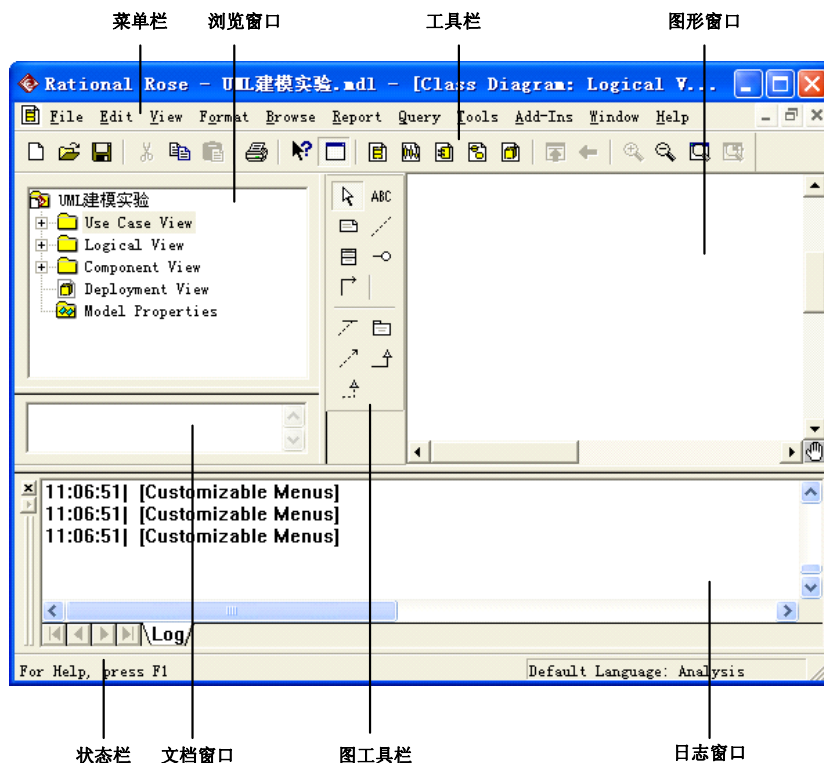 菜单栏 浏览窗口 工具栏 图形窗口
Rational Rose - UML建模实验.mdl - [Class Diagram: Logical V...
File Edit View Format Browse Report Query Tools Add-Ins Window Help
ABC
UML建模实验
Use Case View
Logical View
Component View
Deployment View
Model Properties
11:06:51| [Customizable Menus]
11:06:51| [Customizable Menus]
11:06:51| [Customizable Menus]
\Log/
For Help, press F1 Default Language: Analysis
状态栏 文档窗口 图工具栏 日志窗口